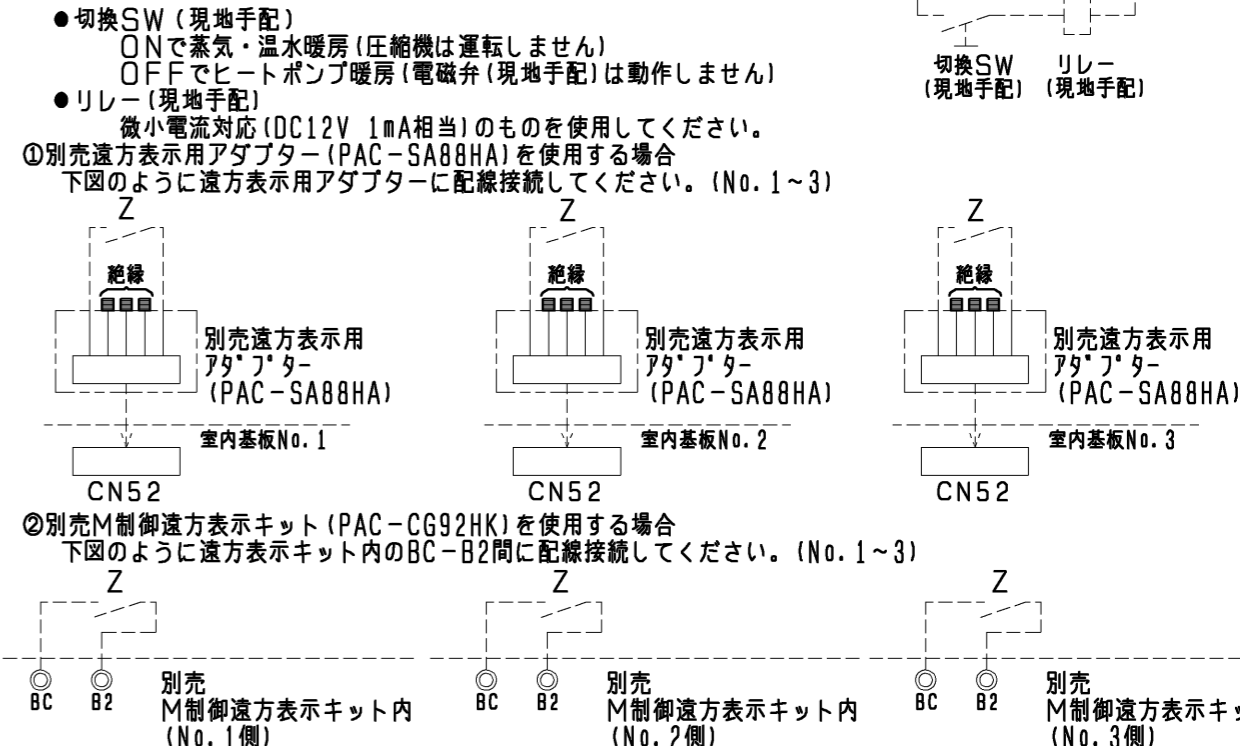 ●切換SW(現地手配)
ONで蒸気・温水暖房(圧縮機は運転しません)
OFFでヒートポンプ暖房(電磁弁(現地手配)は動作しません)
●リレー(現地手配)
微小電流対応(DC12V 1mA相当)のものを使用してください。
切換SW
(現地手配)
リレー
(現地手配)
①別売遠方表示用アダプター(PAC-SA88HA)を使用する場合
下図のように遠方表示用アダプターに配線接続してください。(No.1~3)
Z
絶縁
別売遠方表示用
アダプター
(PAC-SA88HA)
室内基板No.1
CN52
Z
絶縁
別売遠方表示用
アダプター
(PAC-SA88HA)
室内基板No.2
CN52
Z
絶縁
別売遠方表示用
アダプター
(PAC-SA88HA)
室内基板No.3
CN52
②別売M制御遠方表示キット(PAC-CG92HK)を使用する場合
下図のように遠方表示キット内のBC-B2間に配線接続してください。(No.1~3)
Z
BC
B2
別売
M制御遠方表示キット内
(No.1側)
Z
BC
B2
別売
M制御遠方表示キット内
(No.2側)
Z
BC
B2
別売
M制御遠方表示キッ
(No.3側)